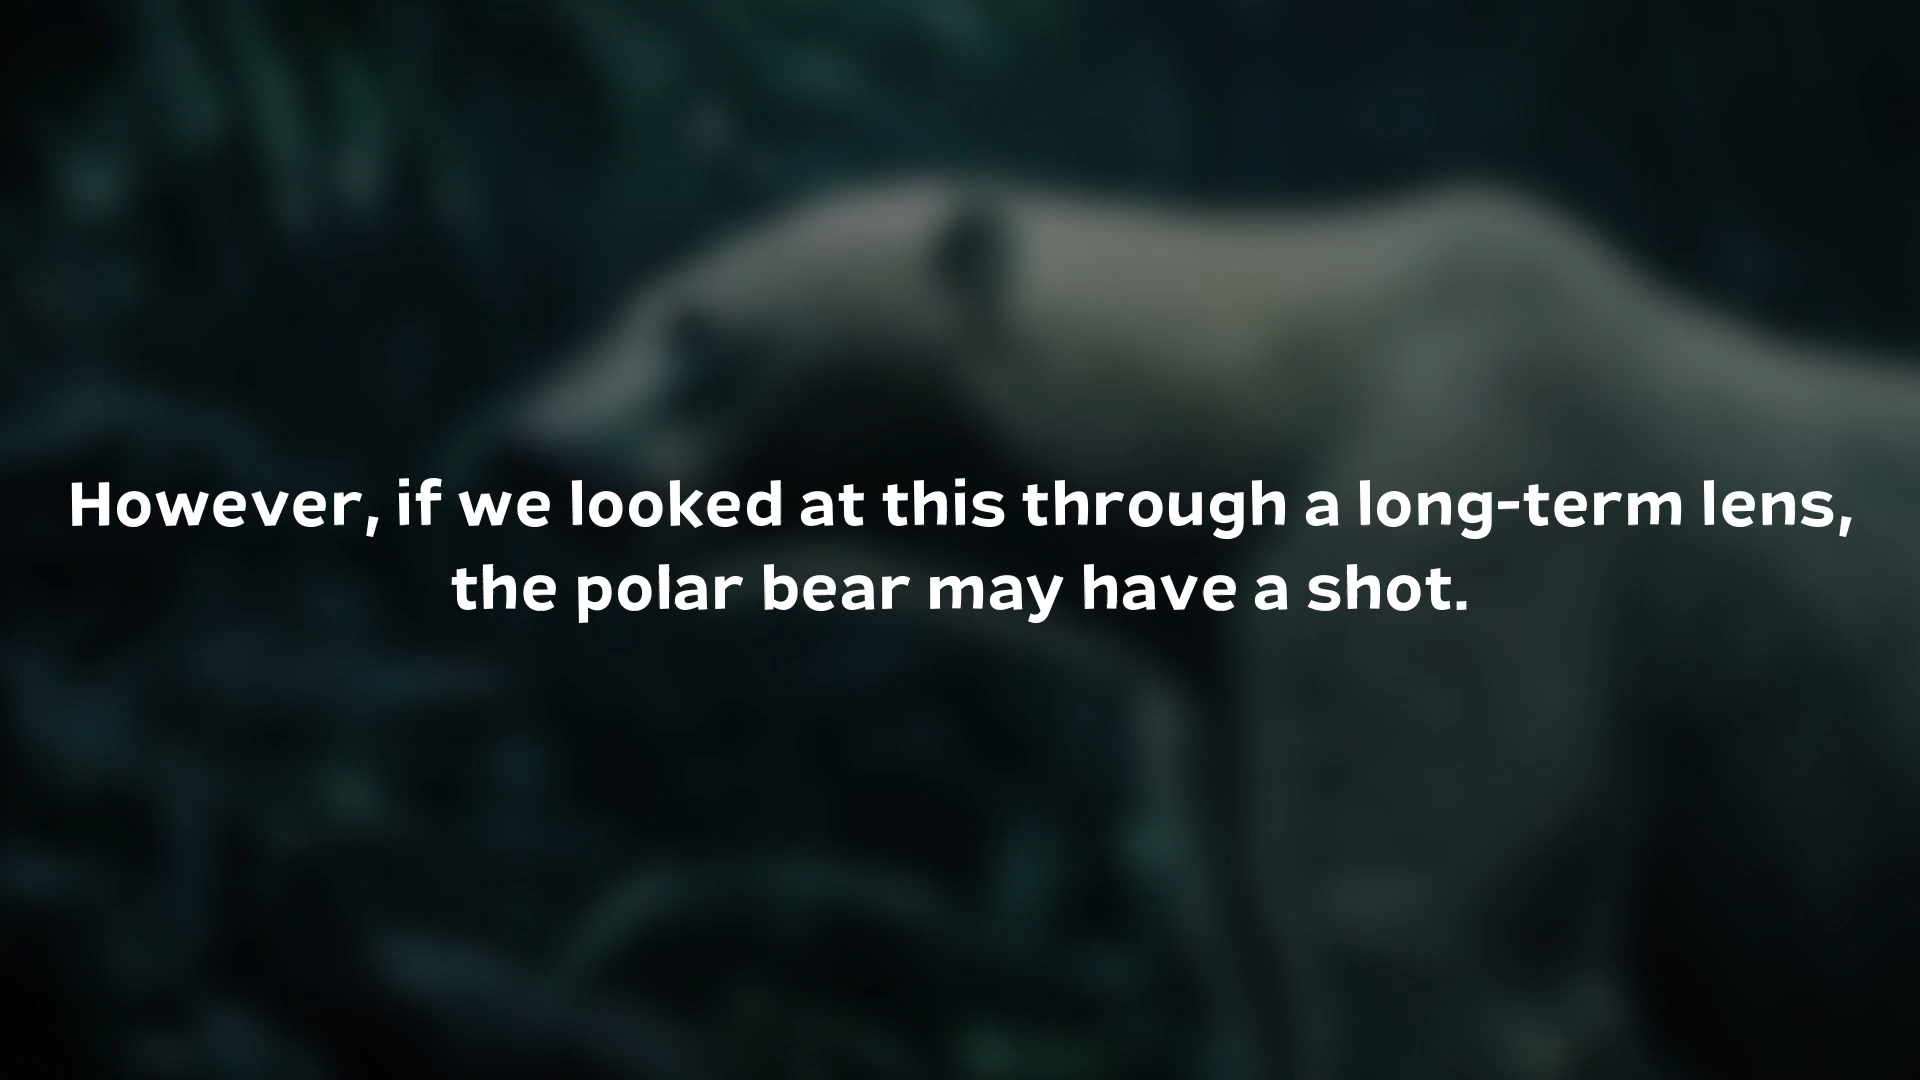 However, if we looked at this through a long-term lens,
the polar bear may have a shot.